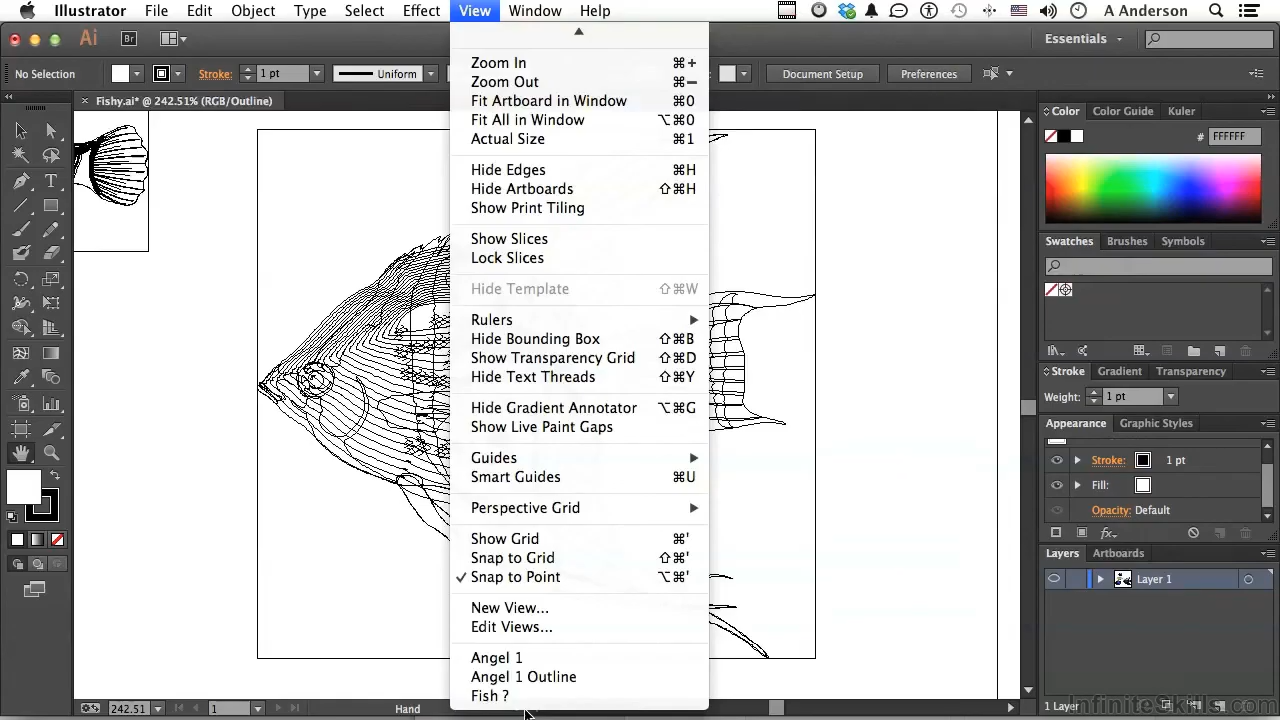 Illustrator File Edit Object Type Select Effect View Window Help A Anderson
Ai Br Essentials
No Selection Stroke: 1 pt Uniform Document Setup Preferences
Fishy.ai* @ 242.51% (RGB/Outline)
Zoom In ⌘+
Zoom Out ⌘−
Fit Artboard in Window ⌘0
Fit All in Window ⌥⌘0
Actual Size ⌘1
Hide Edges ⌘H
Hide Artboards ⇧⌘H
Show Print Tiling
Show Slices
Lock Slices
Hide Template ⇧⌘W
Rulers
Hide Bounding Box ⇧⌘B
Show Transparency Grid ⇧⌘D
Hide Text Threads ⇧⌘Y
Hide Gradient Annotator ⌥⌘G
Show Live Paint Gaps
Guides
Smart Guides ⌘U
Perspective Grid
Show Grid ⌘'
Snap to Grid ⇧⌘'
✓ Snap to Point ⌥⌘'
New View...
Edit Views...
Angel 1
Angel 1 Outline
Fish ?
Color Color Guide Kuler
# FFFFFF
Swatches Brushes Symbols
Stroke Gradient Transparency
Weight: 1 pt
Appearance Graphic Styles
Stroke: 1 pt
Fill:
Opacity: Default
fx
Layers Artboards
Layer 1
1 Layer
242.51 1 Hand
InfiniteSkills.com